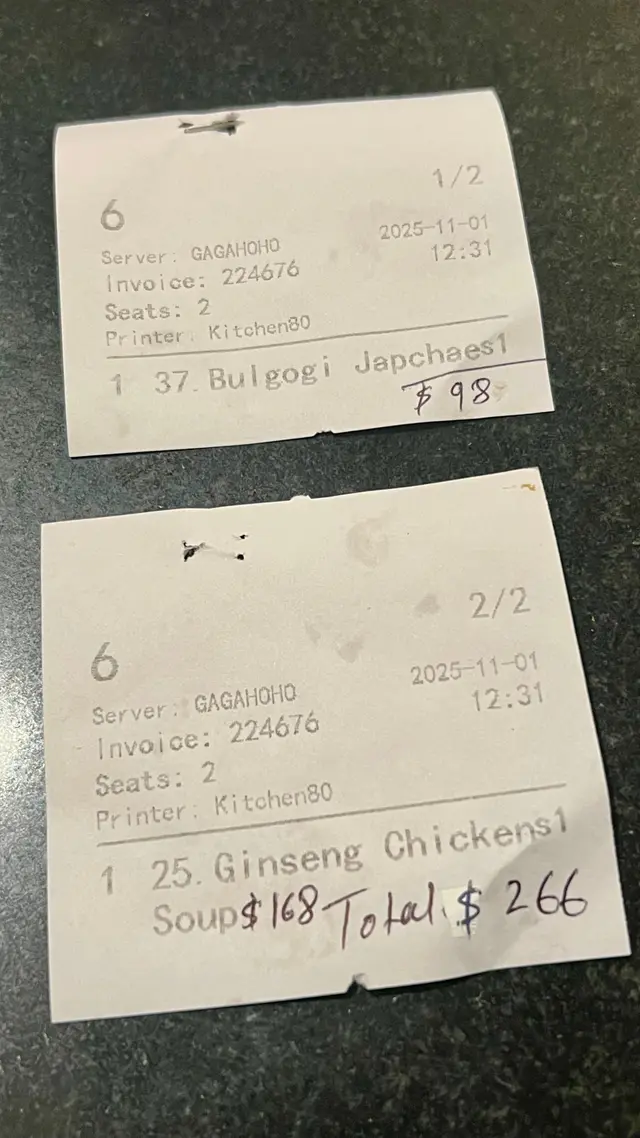 1/2
6
2025-11-01
Server: GAGAHOHO
12:31
Invoice: 224676
Seats: 2
Printer: Kitchen80
1 37. Bulgogi Japchaes1
$ 98
2/2
6
2025-11-01
Server: GAGAHOHO
12:31
Invoice: 224676
Seats: 2
Printer: Kitchen80
1 25. Ginseng Chickens1
Soup $168 Total $ 266